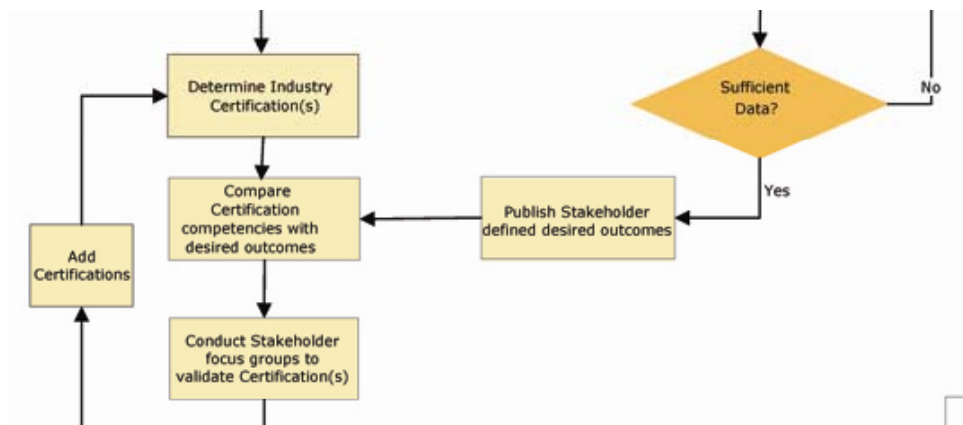 Determine Industry
Certification(s)
Sufficient
Data?
No
Compare
Certification
competencies with
desired outcomes
Yes
Publish Stakeholder
defined desired outcomes
Add
Certifications
Conduct Stakeholder
focus groups to
validate Certification(s)